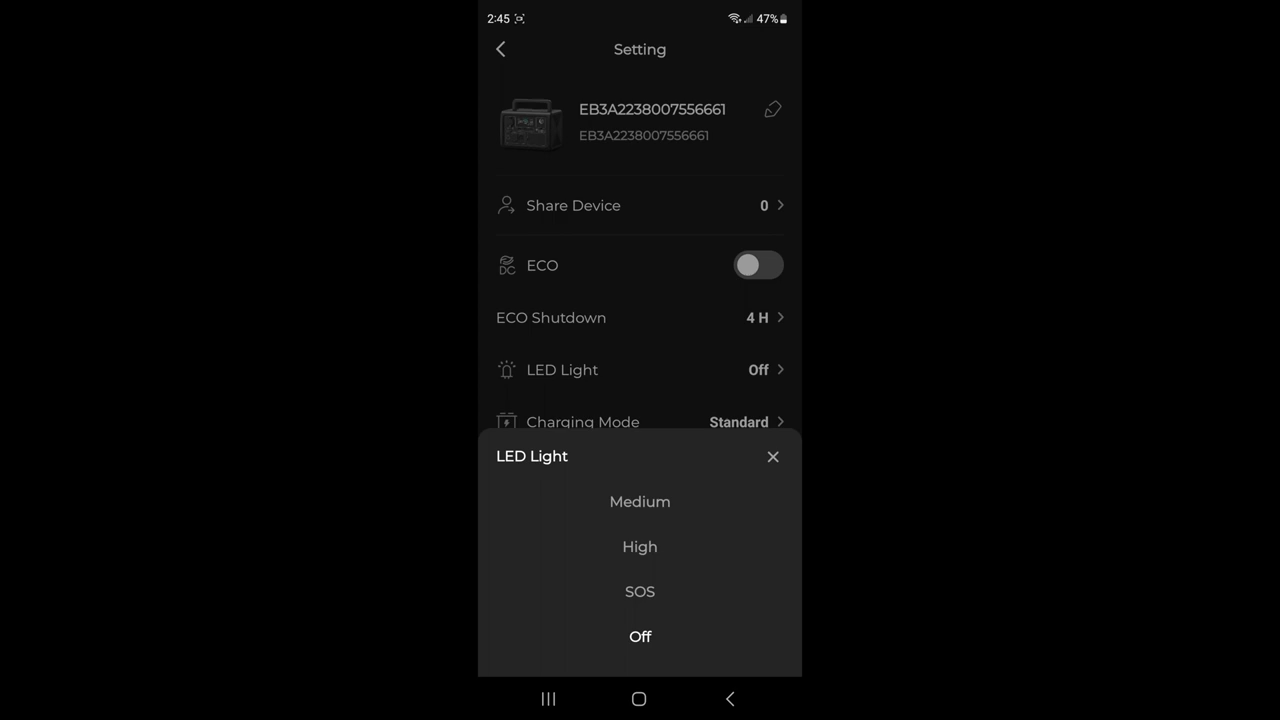 2:45 47%
Setting
EB3A2238007556661
EB3A2238007556661
Share Device 0
DC ECO
ECO Shutdown 4 H
LED Light Off
Charging Mode Standard
LED Light
Medium
High
SOS
Off